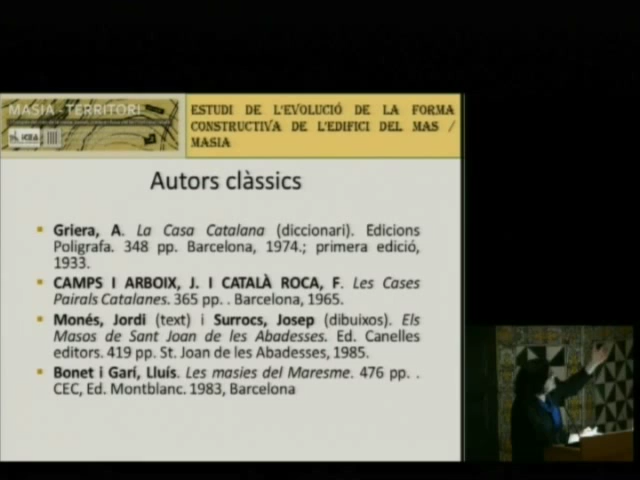 MASIA - TERRITORI
ICEA
ESTUDI DE L'EVOLUCIÓ DE LA FORMA
CONSTRUCTIVA DE L'EDIFICI DEL MAS /
MASIA
Autors clàssics
Griera, A. La Casa Catalana (diccionari). Edicions
Poligrafa. 348 pp. Barcelona, 1974.; primera edició,
1933.
CAMPS I ARBOIX, J. I CATALÀ ROCA, F. Les Cases
Pairals Catalanes. 365 pp. . Barcelona, 1965.
Monés, Jordi (text) i Surrocs, Josep (dibuixos). Els
Masos de Sant Joan de les Abadesses. Ed. Canelles
editors. 419 pp. St. Joan de les Abadesses, 1985.
Bonet i Garí, Lluís. Les masies del Maresme. 476 pp. .
CEC, Ed. Montblanc. 1983, Barcelona